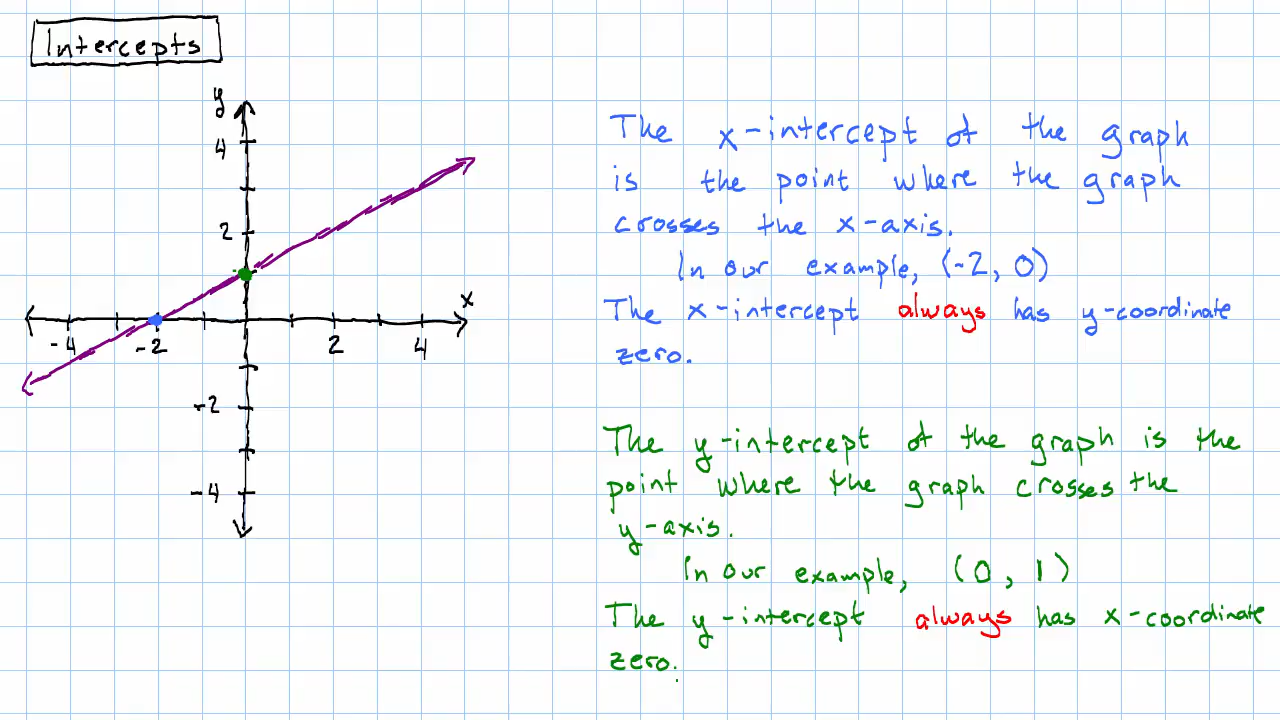 Intercepts
y
4
2
x
-4
-2
2
4
-2
-4
The x-intercept of the graph
is the point where the graph
crosses the x-axis.
In our example, (-2, 0)
The x-intercept always has y-coordinate
zero.
The y-intercept of the graph is the
point where the graph crosses the
y-axis.
In our example, (0, 1)
The y-intercept always has x-coordinate
zero.